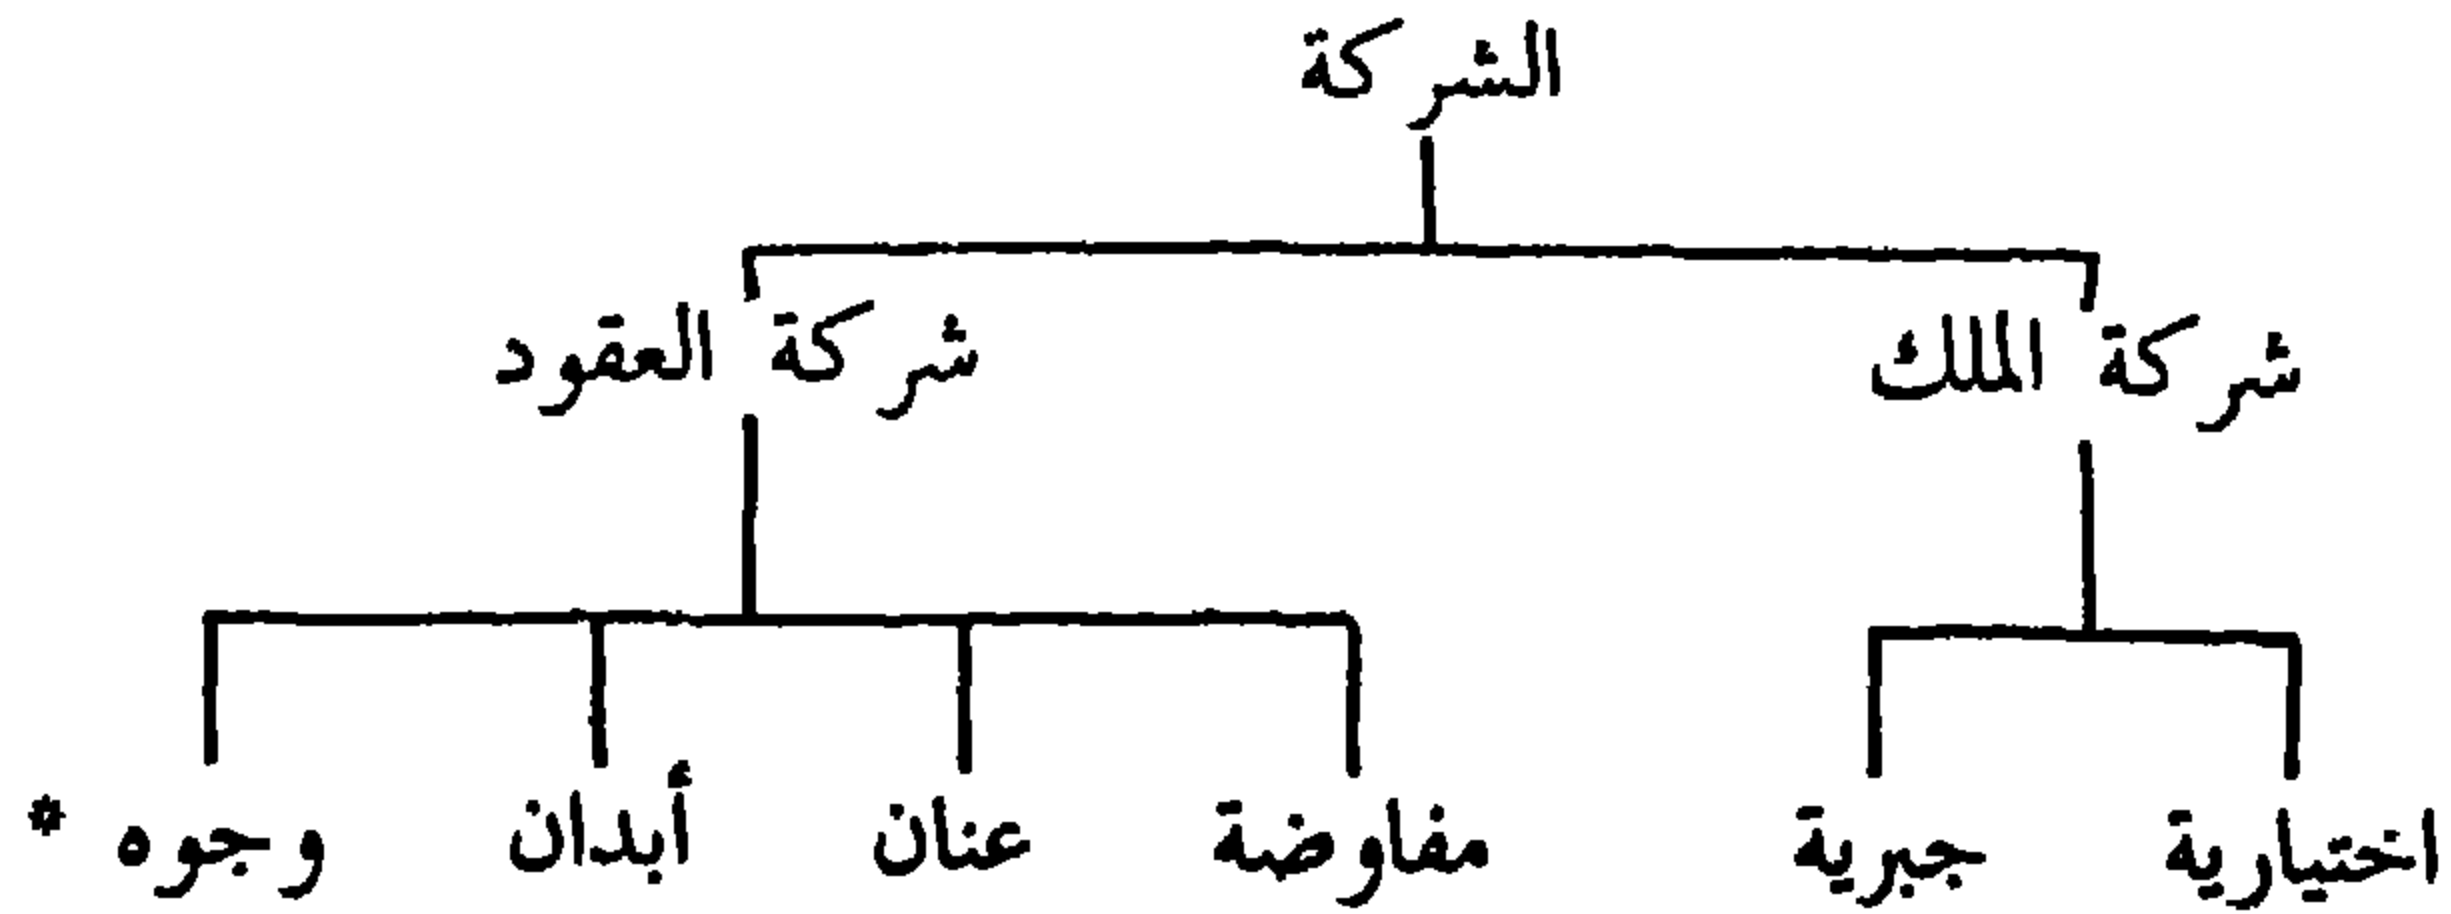 الشركة
شركة الملك شركة العقود
اختيارية جبرية مفاوضة عنان أبدان وجوه *